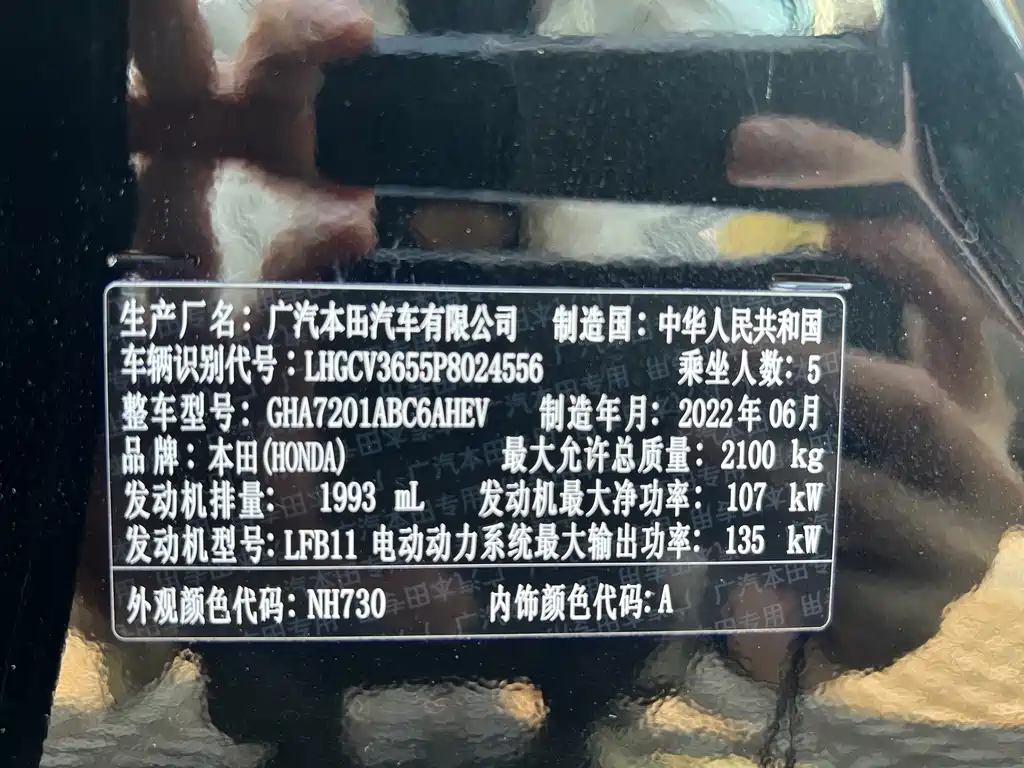 生产厂名：广汽本田汽车有限公司 制造国：中华人民共和国
车辆识别代号：LHGCV3655P8024556 乘坐人数：5
整车型号：GHA7201ABC6AHEV 制造年月：2022年06月
品牌：本田(HONDA) 最大允许总质量：2100 kg
发动机排量：1993 mL 发动机最大净功率：107 kW
发动机型号：LFB11 电动动力系统最大输出功率：135 kW
外观颜色代码：NH730 内饰颜色代码：A